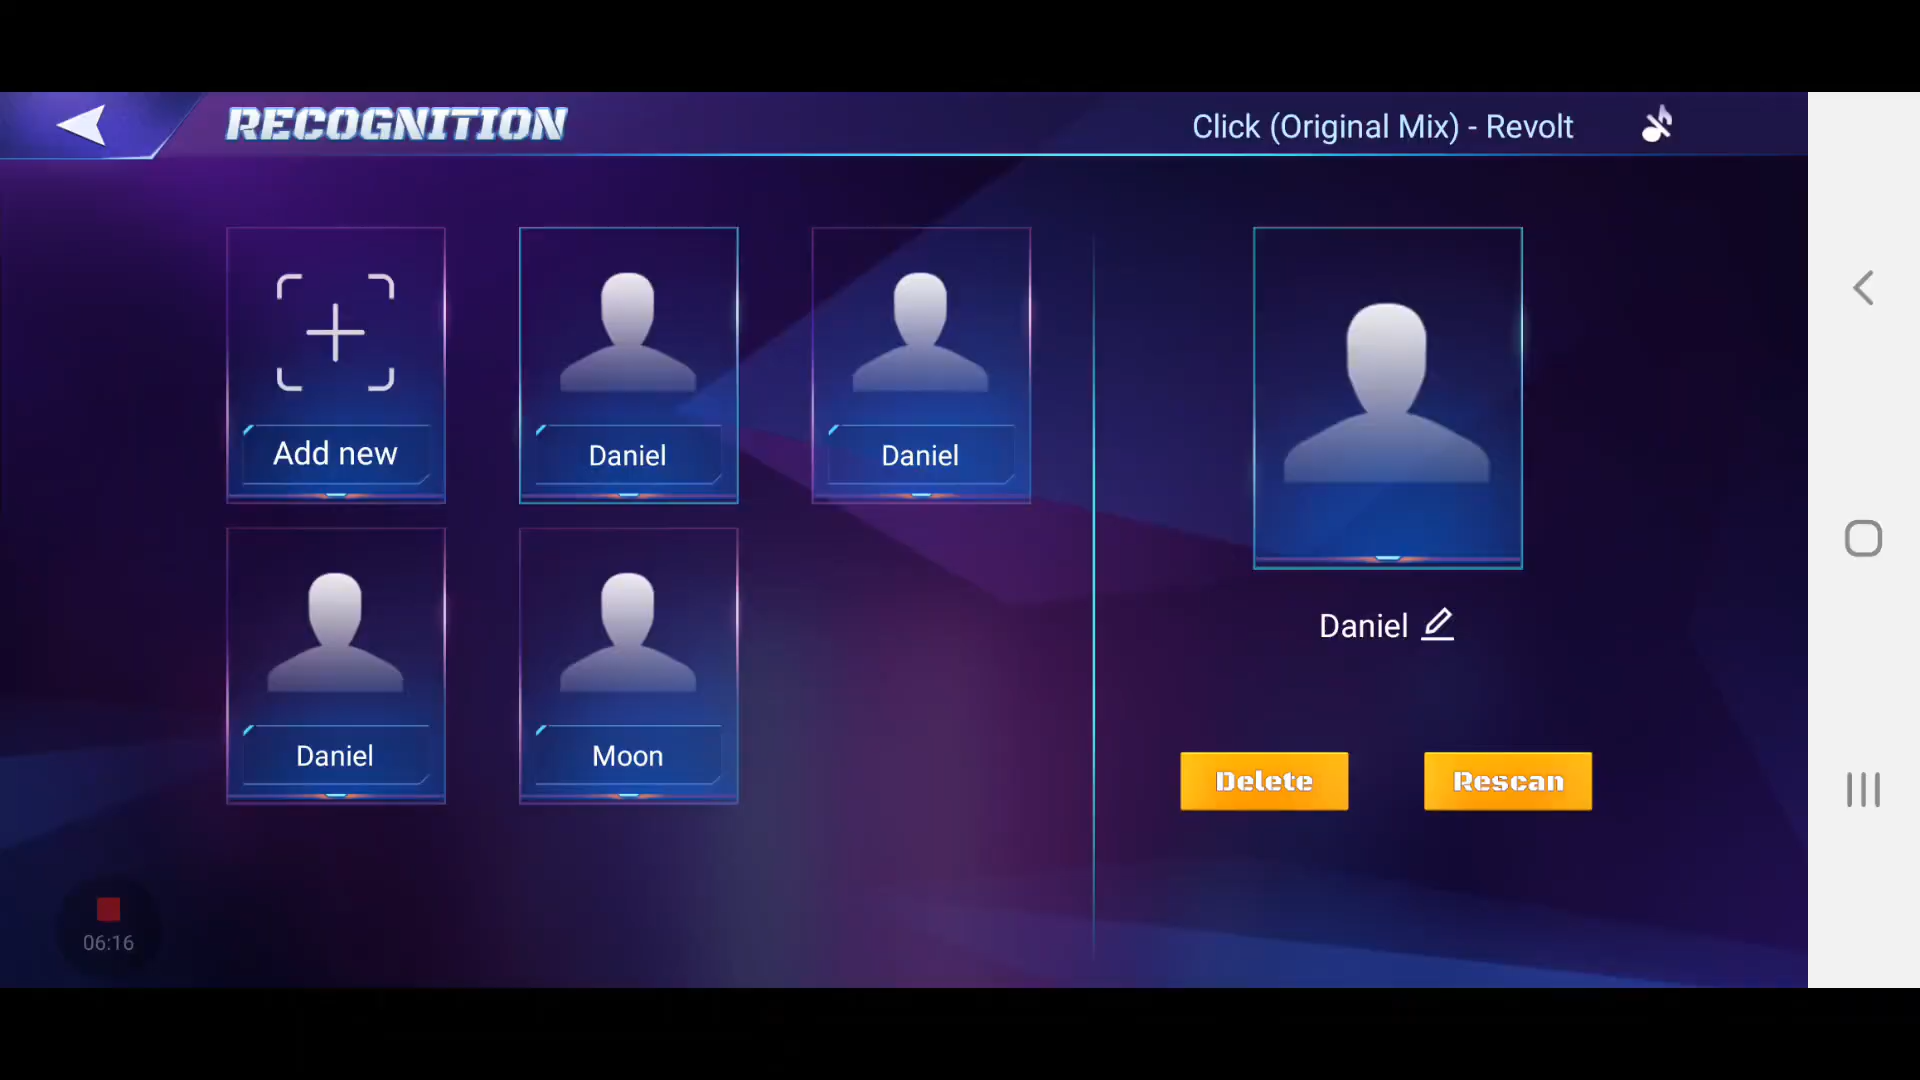 RECOGNITION
Click (Original Mix) - Revolt
Add new
Daniel
Daniel
Daniel
Moon
Daniel
Delete
Rescan
06:16